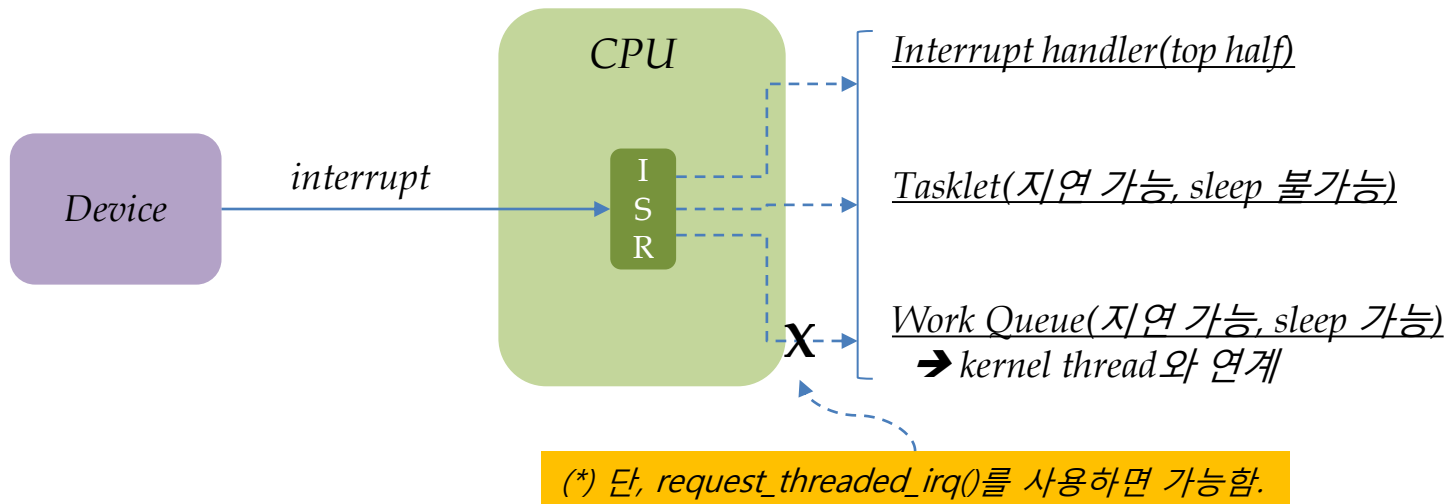 CPU
Interrupt handler(top half)
Device
interrupt
I
S
R
Tasklet(지연 가능, sleep 불가능)
X
Work Queue(지연 가능, sleep 가능)
➔ kernel thread와 연계
(*) 단, request_threaded_irq()를 사용하면 가능함.